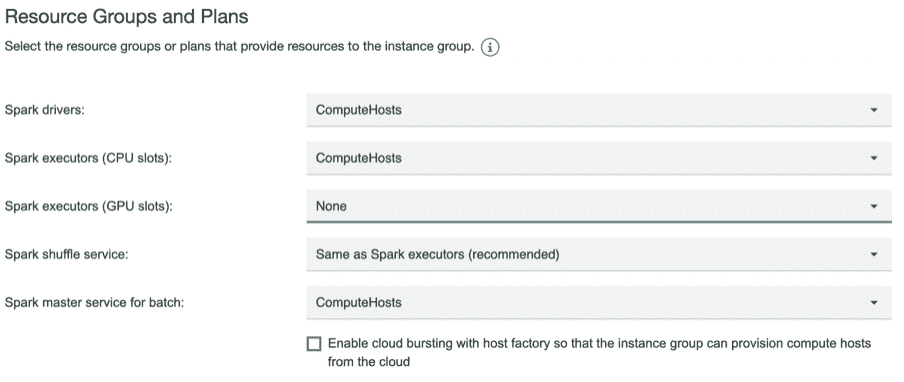 Resource Groups and Plans
Select the resource groups or plans that provide resources to the instance group. i
Spark drivers: ComputeHosts
Spark executors (CPU slots): ComputeHosts
Spark executors (GPU slots): None
Spark shuffle service: Same as Spark executors (recommended)
Spark master service for batch: ComputeHosts
Enable cloud bursting with host factory so that the instance group can provision compute hosts
from the cloud